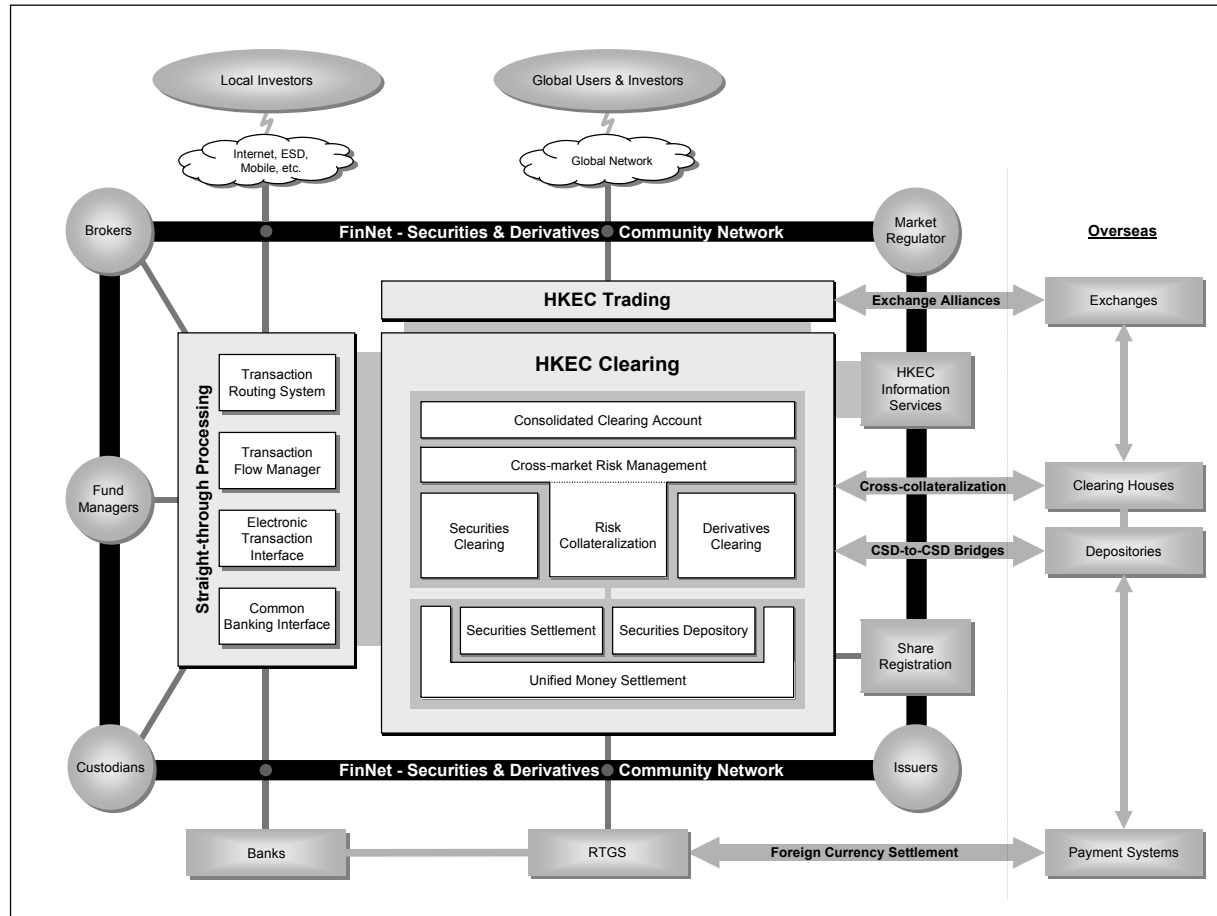 Local Investors
Global Users & Investors
Internet, ESD,
Mobile, etc.
Global Network
Brokers
FinNet - Securities & Derivatives Community Network
Market
Regulator
Overseas
HKEC Trading
Exchange Alliances
Exchanges
Straight-through Processing
Transaction
Routing System
Transaction
Flow Manager
Electronic
Transaction
Interface
Common
Banking Interface
HKEC Clearing
Consolidated Clearing Account
Cross-market Risk Management
Securities
Clearing
Risk
Collateralization
Derivatives
Clearing
Securities Settlement
Securities Depository
Unified Money Settlement
HKEC
Information
Services
Fund
Managers
Cross-collateralization
Clearing Houses
CSD-to-CSD Bridges
Depositories
Share
Registration
Custodians
FinNet - Securities & Derivatives Community Network
Issuers
Banks
RTGS
Foreign Currency Settlement
Payment Systems